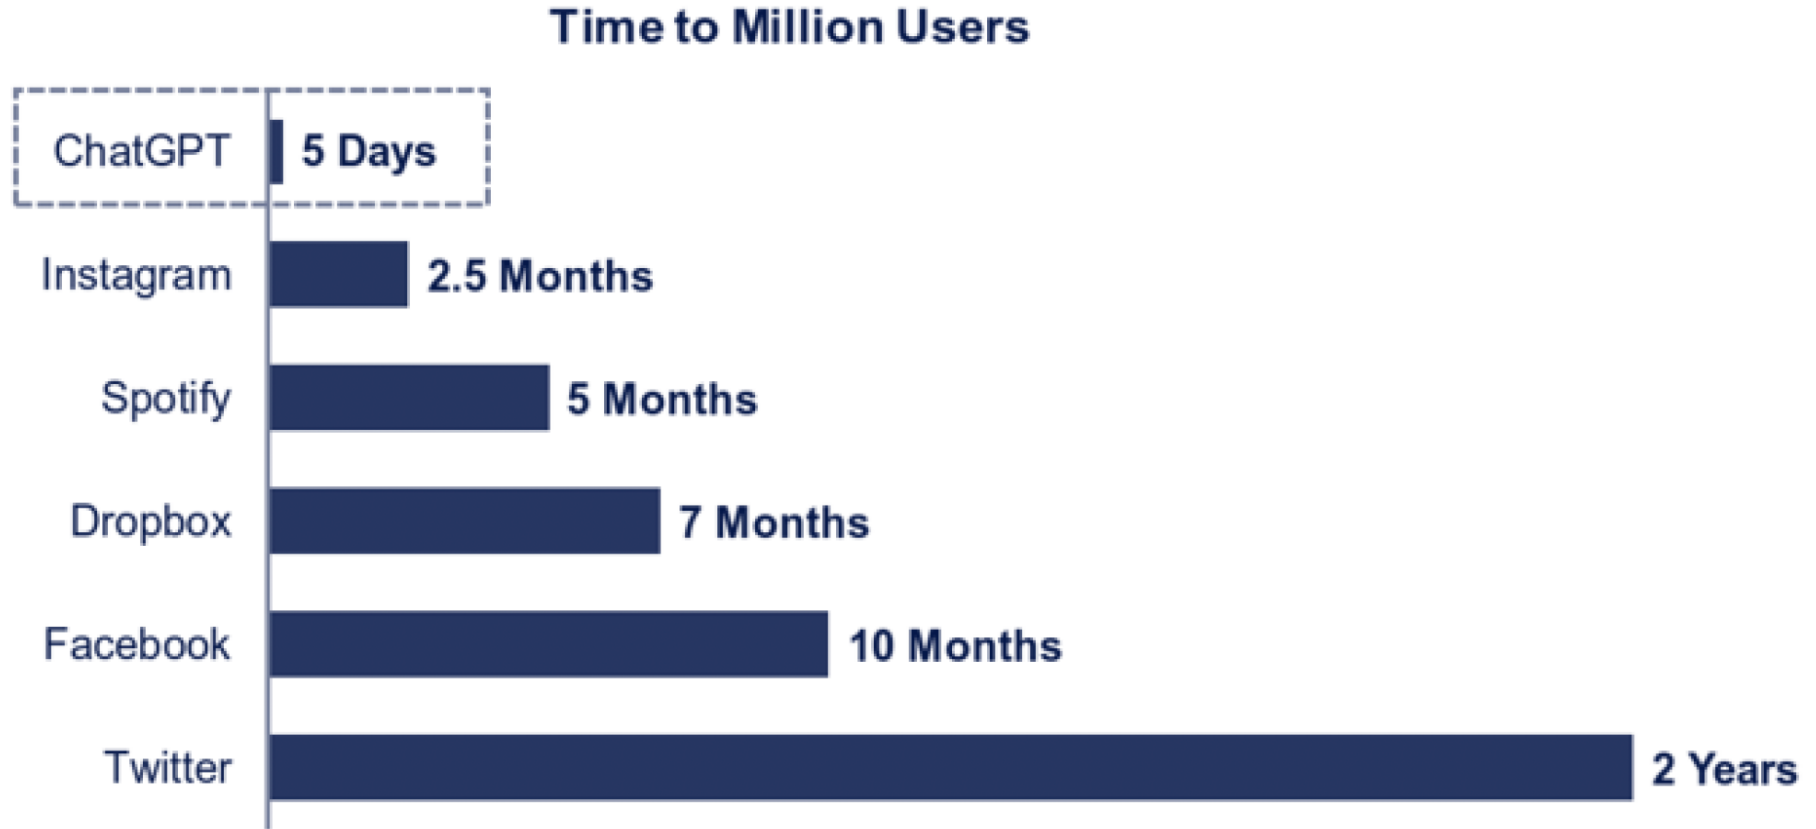 Time to Million Users
ChatGPT 5 Days
Instagram 2.5 Months
Spotify 5 Months
Dropbox 7 Months
Facebook 10 Months
Twitter 2 Years